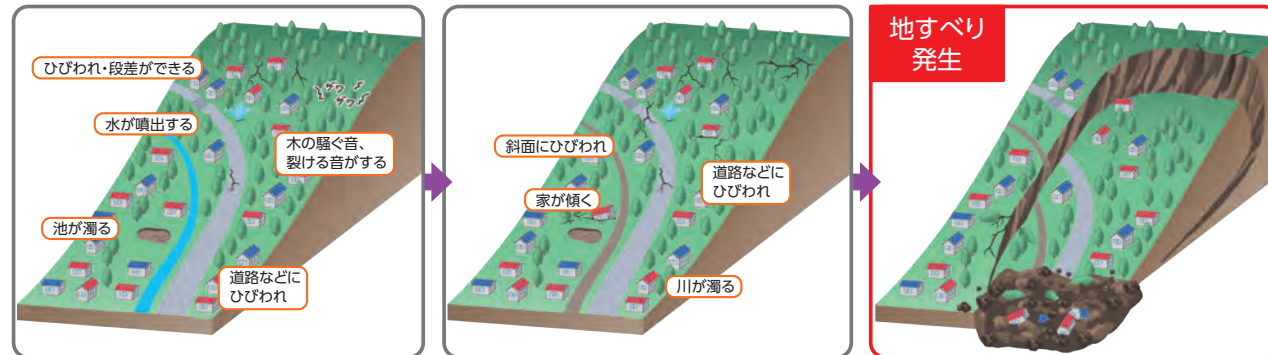 ひびわれ・段差ができる
ザワ
ザワ
水が噴出する
木の騒ぐ音、
裂ける音がする
池が濁る
道路などに
ひびわれ
斜面にひびわれ
道路などに
ひびわれ
家が傾く
川が濁る
地すべり
発生